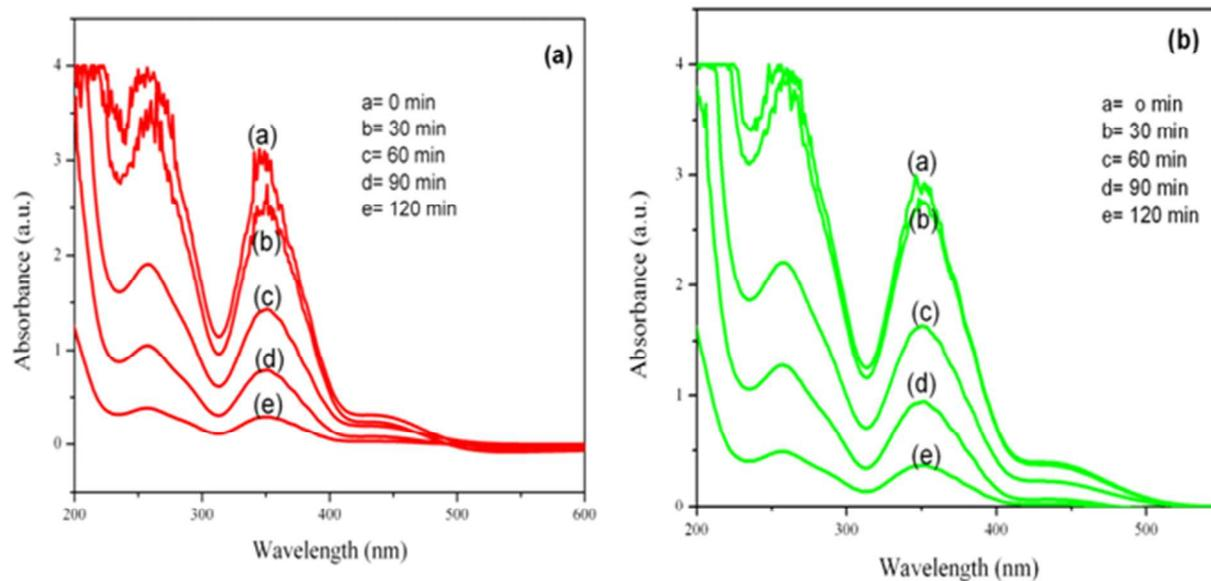 (a)
a= 0 min
b= 30 min
c= 60 min
d= 90 min
e= 120 min
(a)
(b)
(c)
(d)
(e)
4
3
2
1
0
Absorbance (a.u.)
200 300 400 500 600
Wavelength (nm)
(b)
a= o min
b= 30 min
c= 60 min
d= 90 min
e= 120 min
(a)
(b)
(c)
(d)
(e)
4
3
2
1
0
Absorbance (a.u.)
200 300 400 500
Wavelength (nm)